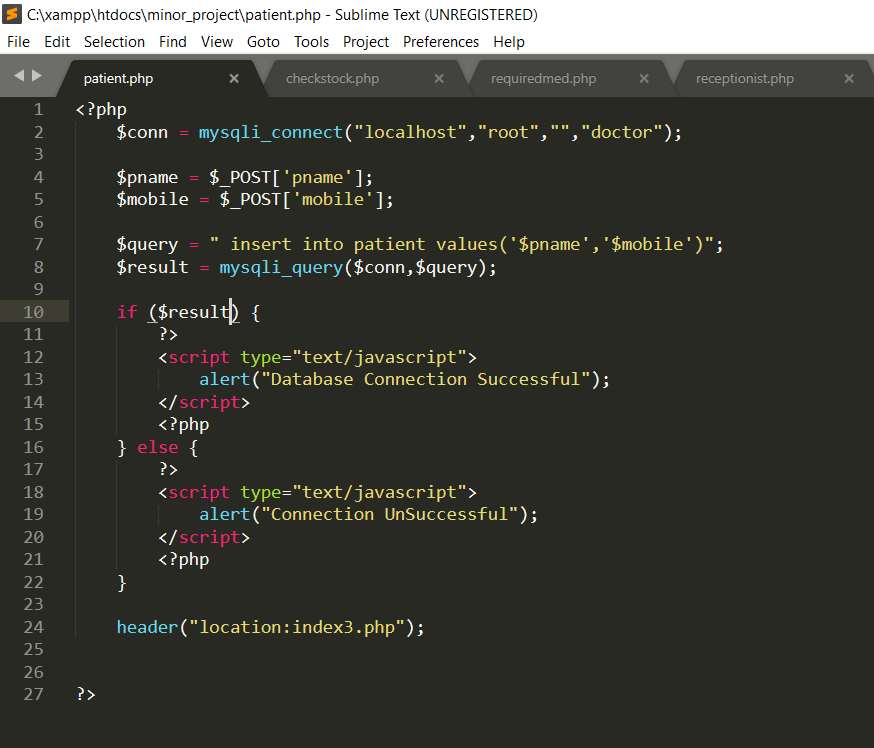 C:\xampp\htdocs\minor_project\patient.php - Sublime Text (UNREGISTERED)
File Edit Selection Find View Goto Tools Project Preferences Help
patient.php × checkstock.php × requiredmed.php × receptionist.php ×
1 <?php
2     $conn = mysqli_connect("localhost","root","","doctor");
3
4     $pname = $_POST['pname'];
5     $mobile = $_POST['mobile'];
6
7     $query = " insert into patient values('$pname','$mobile')";
8     $result = mysqli_query($conn,$query);
9
10     if ($result) {
11         ?>
12         <script type="text/javascript">
13             alert("Database Connection Successful");
14         </script>
15         <?php
16     } else {
17         ?>
18         <script type="text/javascript">
19             alert("Connection UnSuccessful");
20         </script>
21         <?php
22     }
23
24     header("location:index3.php");
25
26
27 ?>